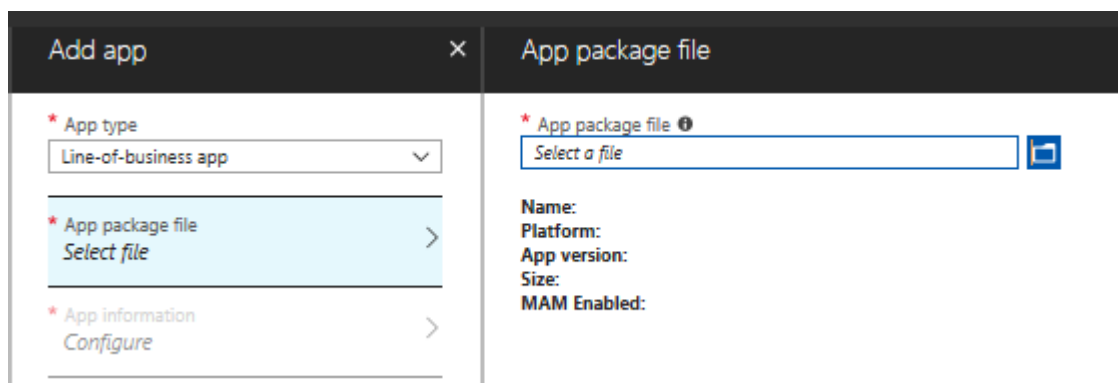 Add app
* App type
Line-of-business app
* App package file
Select file
* App information
Configure
App package file
* App package file
Select a file
Name:
Platform:
App version:
Size:
MAM Enabled: